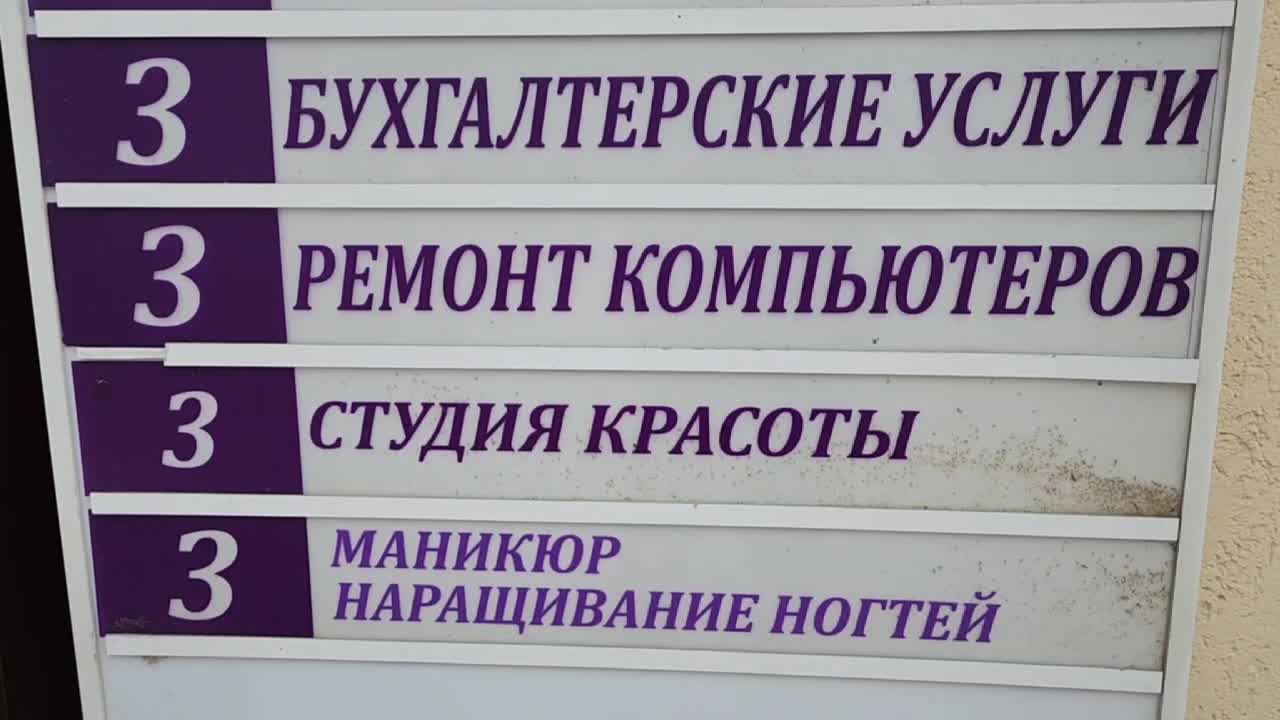 3 БУХГАЛТЕРСКИЕ УСЛУГИ
3 РЕМОНТ КОМПЬЮТЕРОВ
3 СТУДИЯ КРАСОТЫ
3 МАНИКЮР
НАРАЩИВАНИЕ НОГТЕЙ